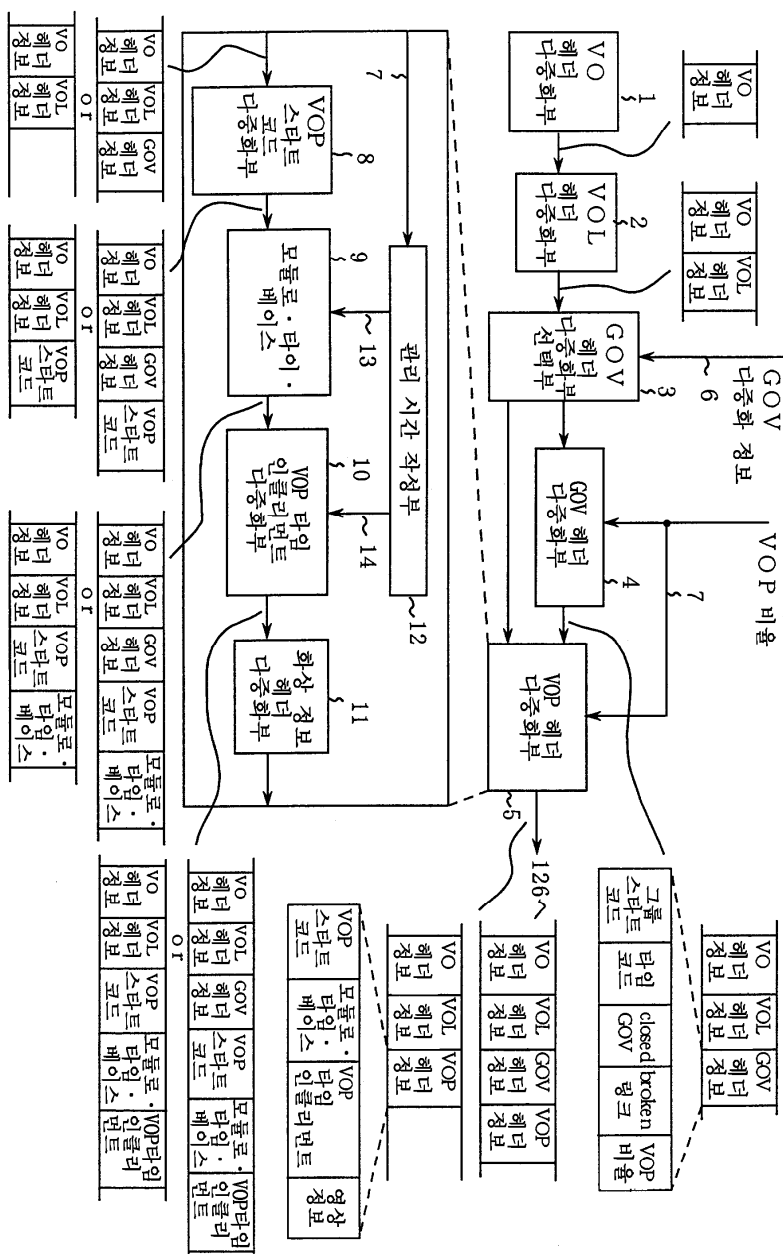 GOV
다중화 정보
VOP 비율
6
7
VO
헤더
정보
VO
헤더
정보
VOL
헤더
정보
VO
헤더
정보
VOL
헤더
정보
GOV
헤더
정보
그룹
스타트
코드
타임
코드
closed
GOV
broken
링크
VOP
비율
VO
헤더
다중화부
1
VOL
헤더
다중화부
2
GOV
헤더
다중화부
선택부
3
GOV 헤더
다중화부
4
VOP 헤더
다중화부
5
126
VO
헤더
정보
VOL
헤더
정보
GOV
헤더
정보
VOP
헤더
정보
VO
헤더
정보
VOL
헤더
정보
VOP
헤더
정보
VOP
스타트
코드
모듈로·
타임·
베이스
VOP
타임
인클리먼트
영상
정보
7
관리 시간 작성부
12
13
14
VOP
스타트
코드
다중화부
8
모듈로·타이·
베이스
9
VOP 타임
인클리먼트
다중화부
10
화상 정보
헤더
다중화부
11
VO
헤더
정보
VOL
헤더
정보
GOV
헤더
정보
or
VO
헤더
정보
VOL
헤더
정보
VO
헤더
정보
VOL
헤더
정보
GOV
헤더
정보
VOP
스타트
코드
or
VO
헤더
정보
VOL
헤더
정보
VOP
스타트
코드
VO
헤더
정보
VOL
헤더
정보
GOV
헤더
정보
VOP
스타트
코드
모듈로·
타임·
베이스
or
VO
헤더
정보
VOL
헤더
정보
VOP
스타트
코드
모듈로·
타임·
베이스
VO
헤더
정보
VOL
헤더
정보
GOV
헤더
정보
VOP
스타트
코드
모듈로·
타임·
베이스
VOP타임
인클리
먼트
or
VO
헤더
정보
VOL
헤더
정보
VOP
스타트
코드
모듈로·
타임·
베이스
VOP타임
인클리
먼트